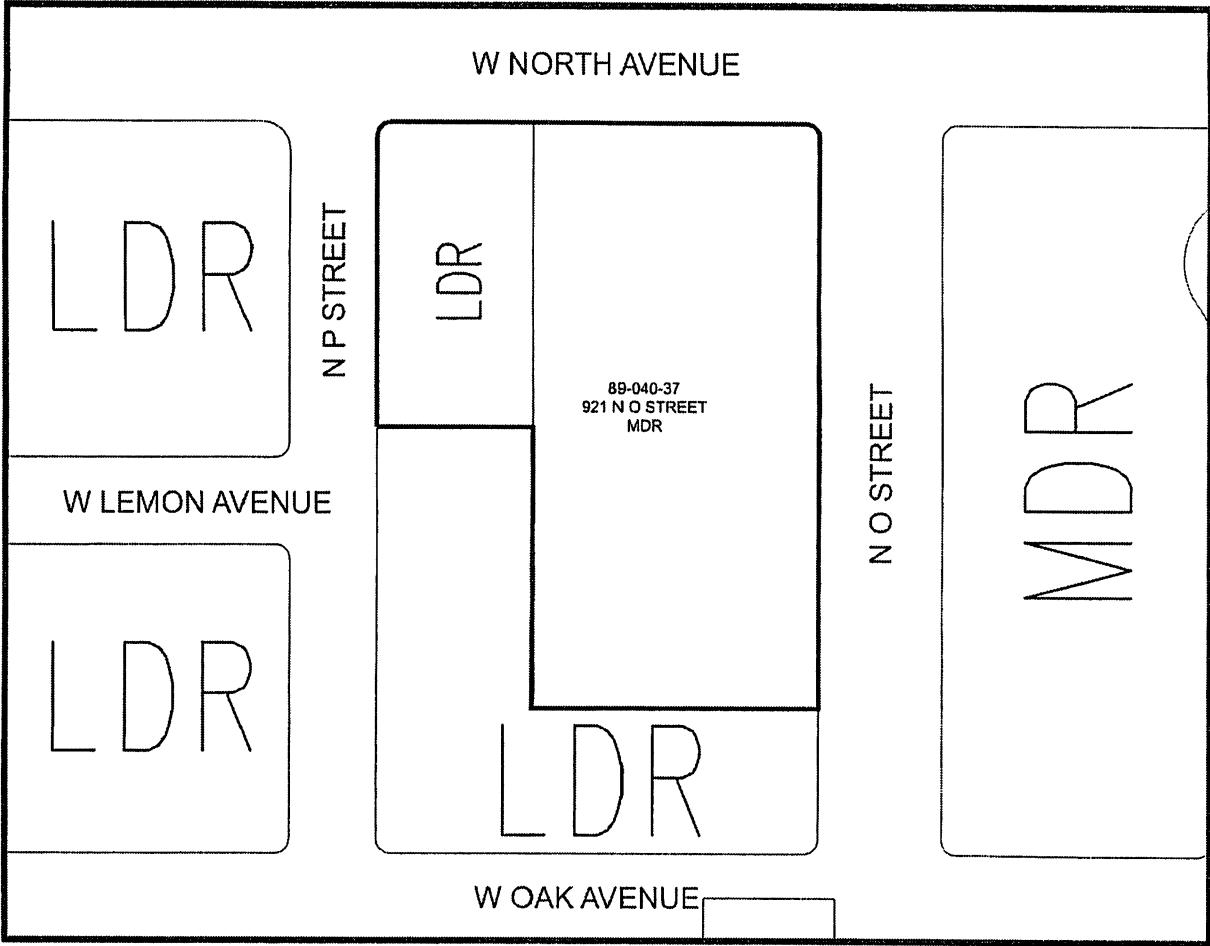 W NORTH AVENUE
LDR
N P STREET
LDR
89-040-37
921 N O STREET
MDR
N O STREET
MDR
W LEMON AVENUE
LDR
LDR
W OAK AVENUE